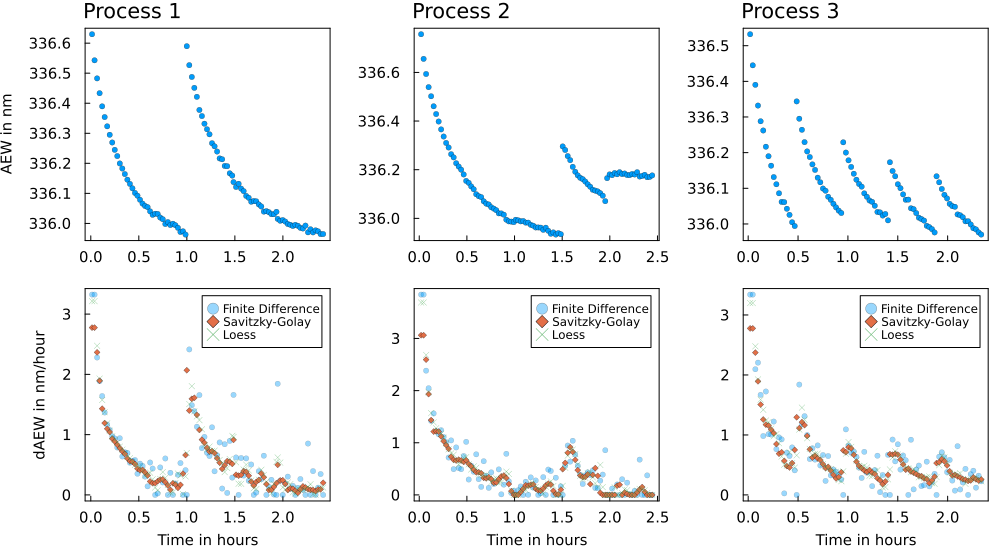 Process 1
Process 2
Process 3
AEW in nm
336.6
336.5
336.4
336.3
336.2
336.1
336.0
0.0 0.5 1.0 1.5 2.0
336.6
336.4
336.2
336.0
0.0 0.5 1.0 1.5 2.0 2.5
336.5
336.4
336.3
336.2
336.1
336.0
0.0 0.5 1.0 1.5 2.0
dAEW in nm/hour
3
2
1
0
Finite Difference
Savitzky-Golay
Loess
0.0 0.5 1.0 1.5 2.0
Time in hours
3
2
1
0
Finite Difference
Savitzky-Golay
Loess
0.0 0.5 1.0 1.5 2.0 2.5
Time in hours
3
2
1
0
Finite Difference
Savitzky-Golay
Loess
0.0 0.5 1.0 1.5 2.0
Time in hours